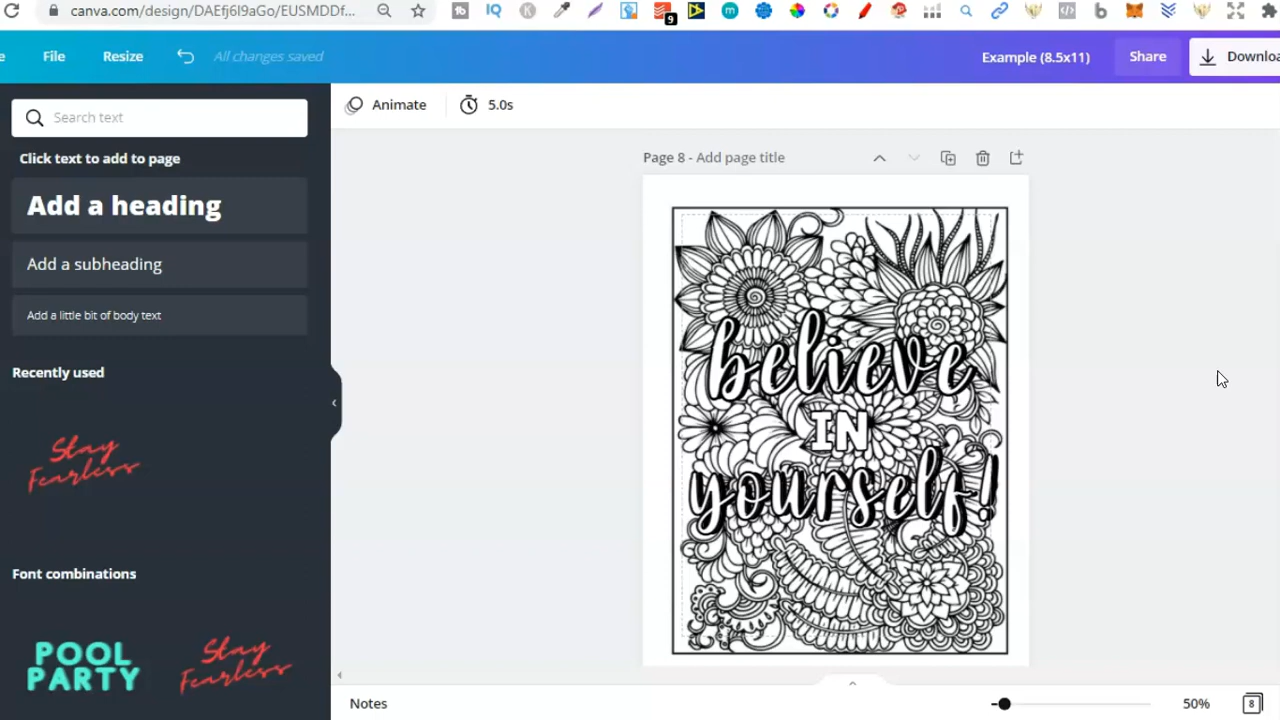 canva.com/design/DAEfj6I9aGo/EUSMDDf...
9
File
Resize
All changes saved
Example (8.5x11)
Share
Downloa
Search text
Animate
5.0s
Click text to add to page
Page 8 - Add page title
Add a heading
Add a subheading
Add a little bit of body text
Recently used
Stay
Fearless
believe
IN
yourself!
Font combinations
POOL
PARTY
Stay
Fearless
Notes
50%
8